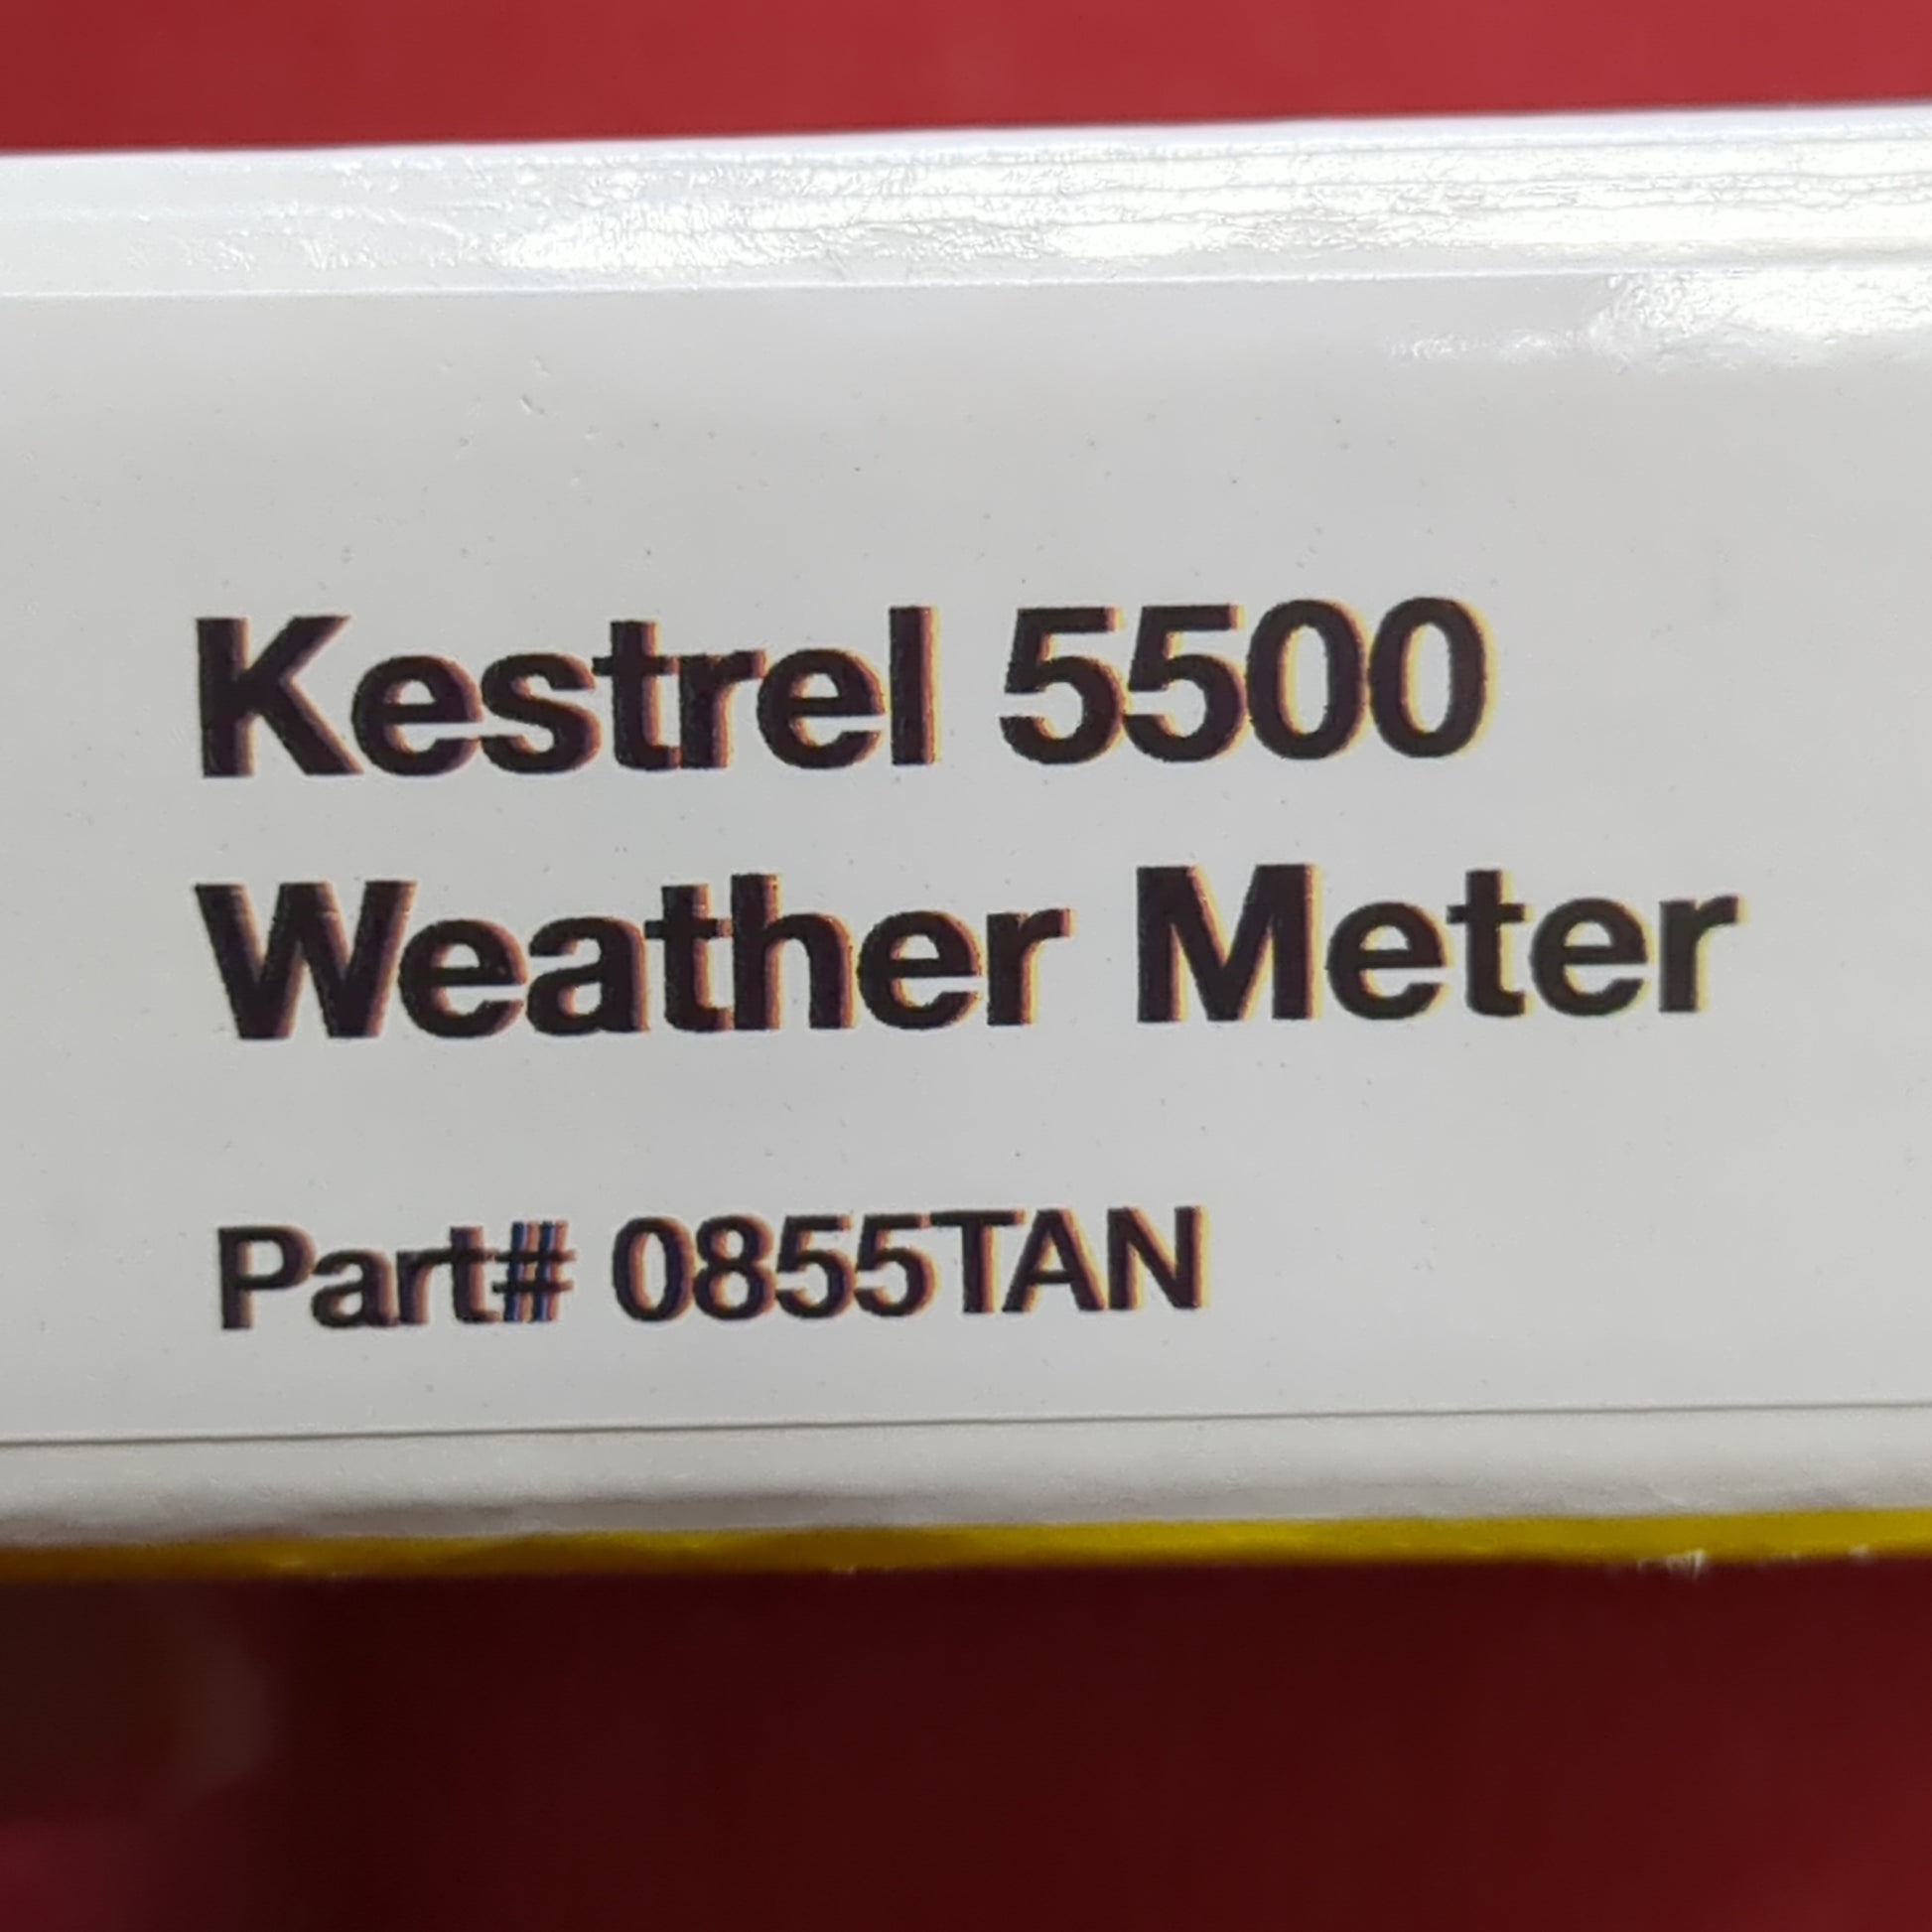 Kestrel 5500
Weather Meter
Part# 0855TAN